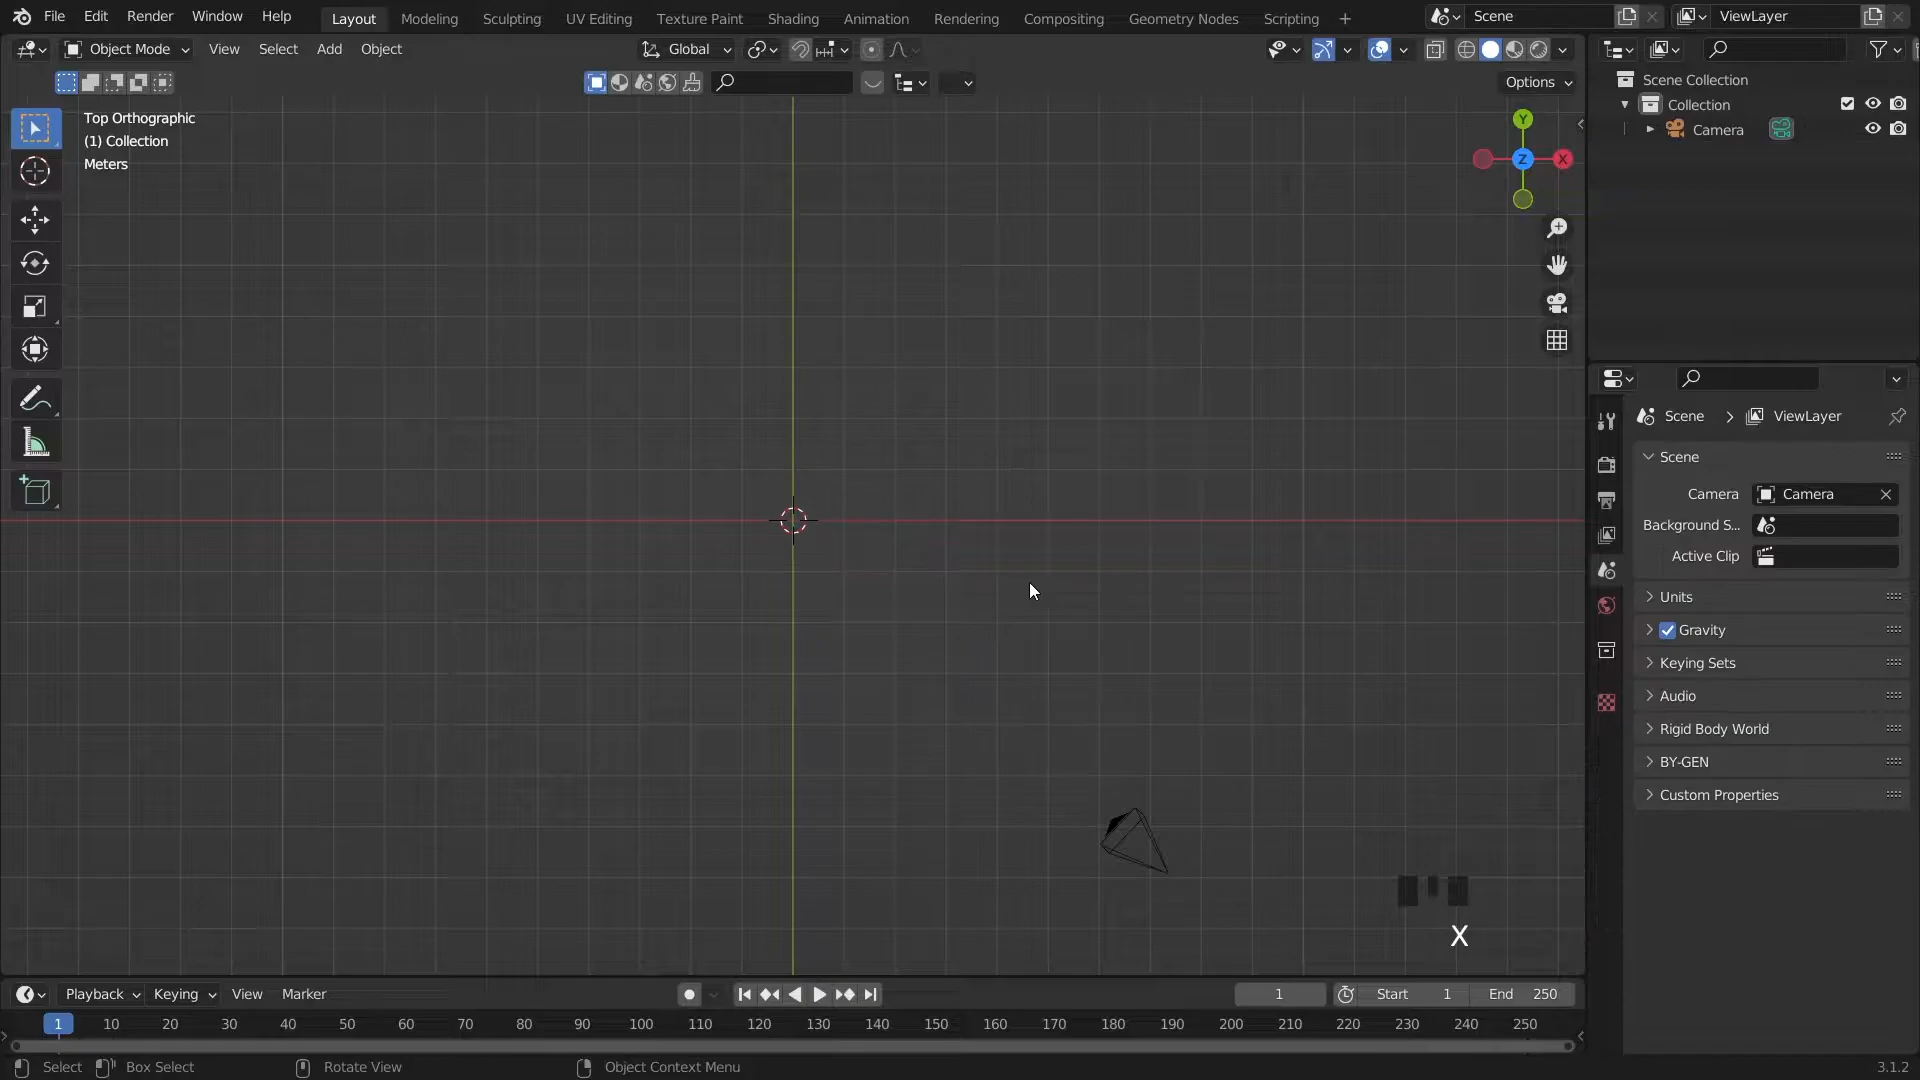 File Edit Render Window Help Layout Modeling Sculpting UV Editing Texture Paint Shading Animation Rendering Compositing Geometry Nodes Scripting + Scene ViewLayer
Object Mode View Select Add Object Global
Options
Top Orthographic
(1) Collection
Meters
Y
Z
X
Scene Collection
Collection
Camera
Scene > ViewLayer
Scene
Camera Camera
Background S...
Active Clip
Units
Gravity
Keying Sets
Audio
Rigid Body World
BY-GEN
Custom Properties
X
Playback Keying View Marker 1 Start 1 End 250
1 10 20 30 40 50 60 70 80 90 100 110 120 130 140 150 160 170 180 190 200 210 220 230 240 250
Select Box Select Rotate View Object Context Menu 3.1.2